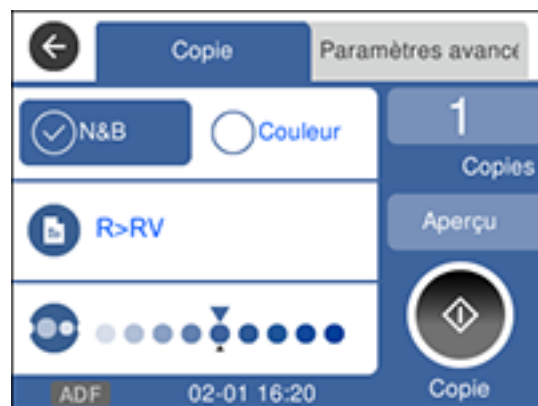 Copie
Paramètres avancé
N&B
Couleur
1
Copies
R>RV
Aperçu
ADF
02-01 16:20
Copie